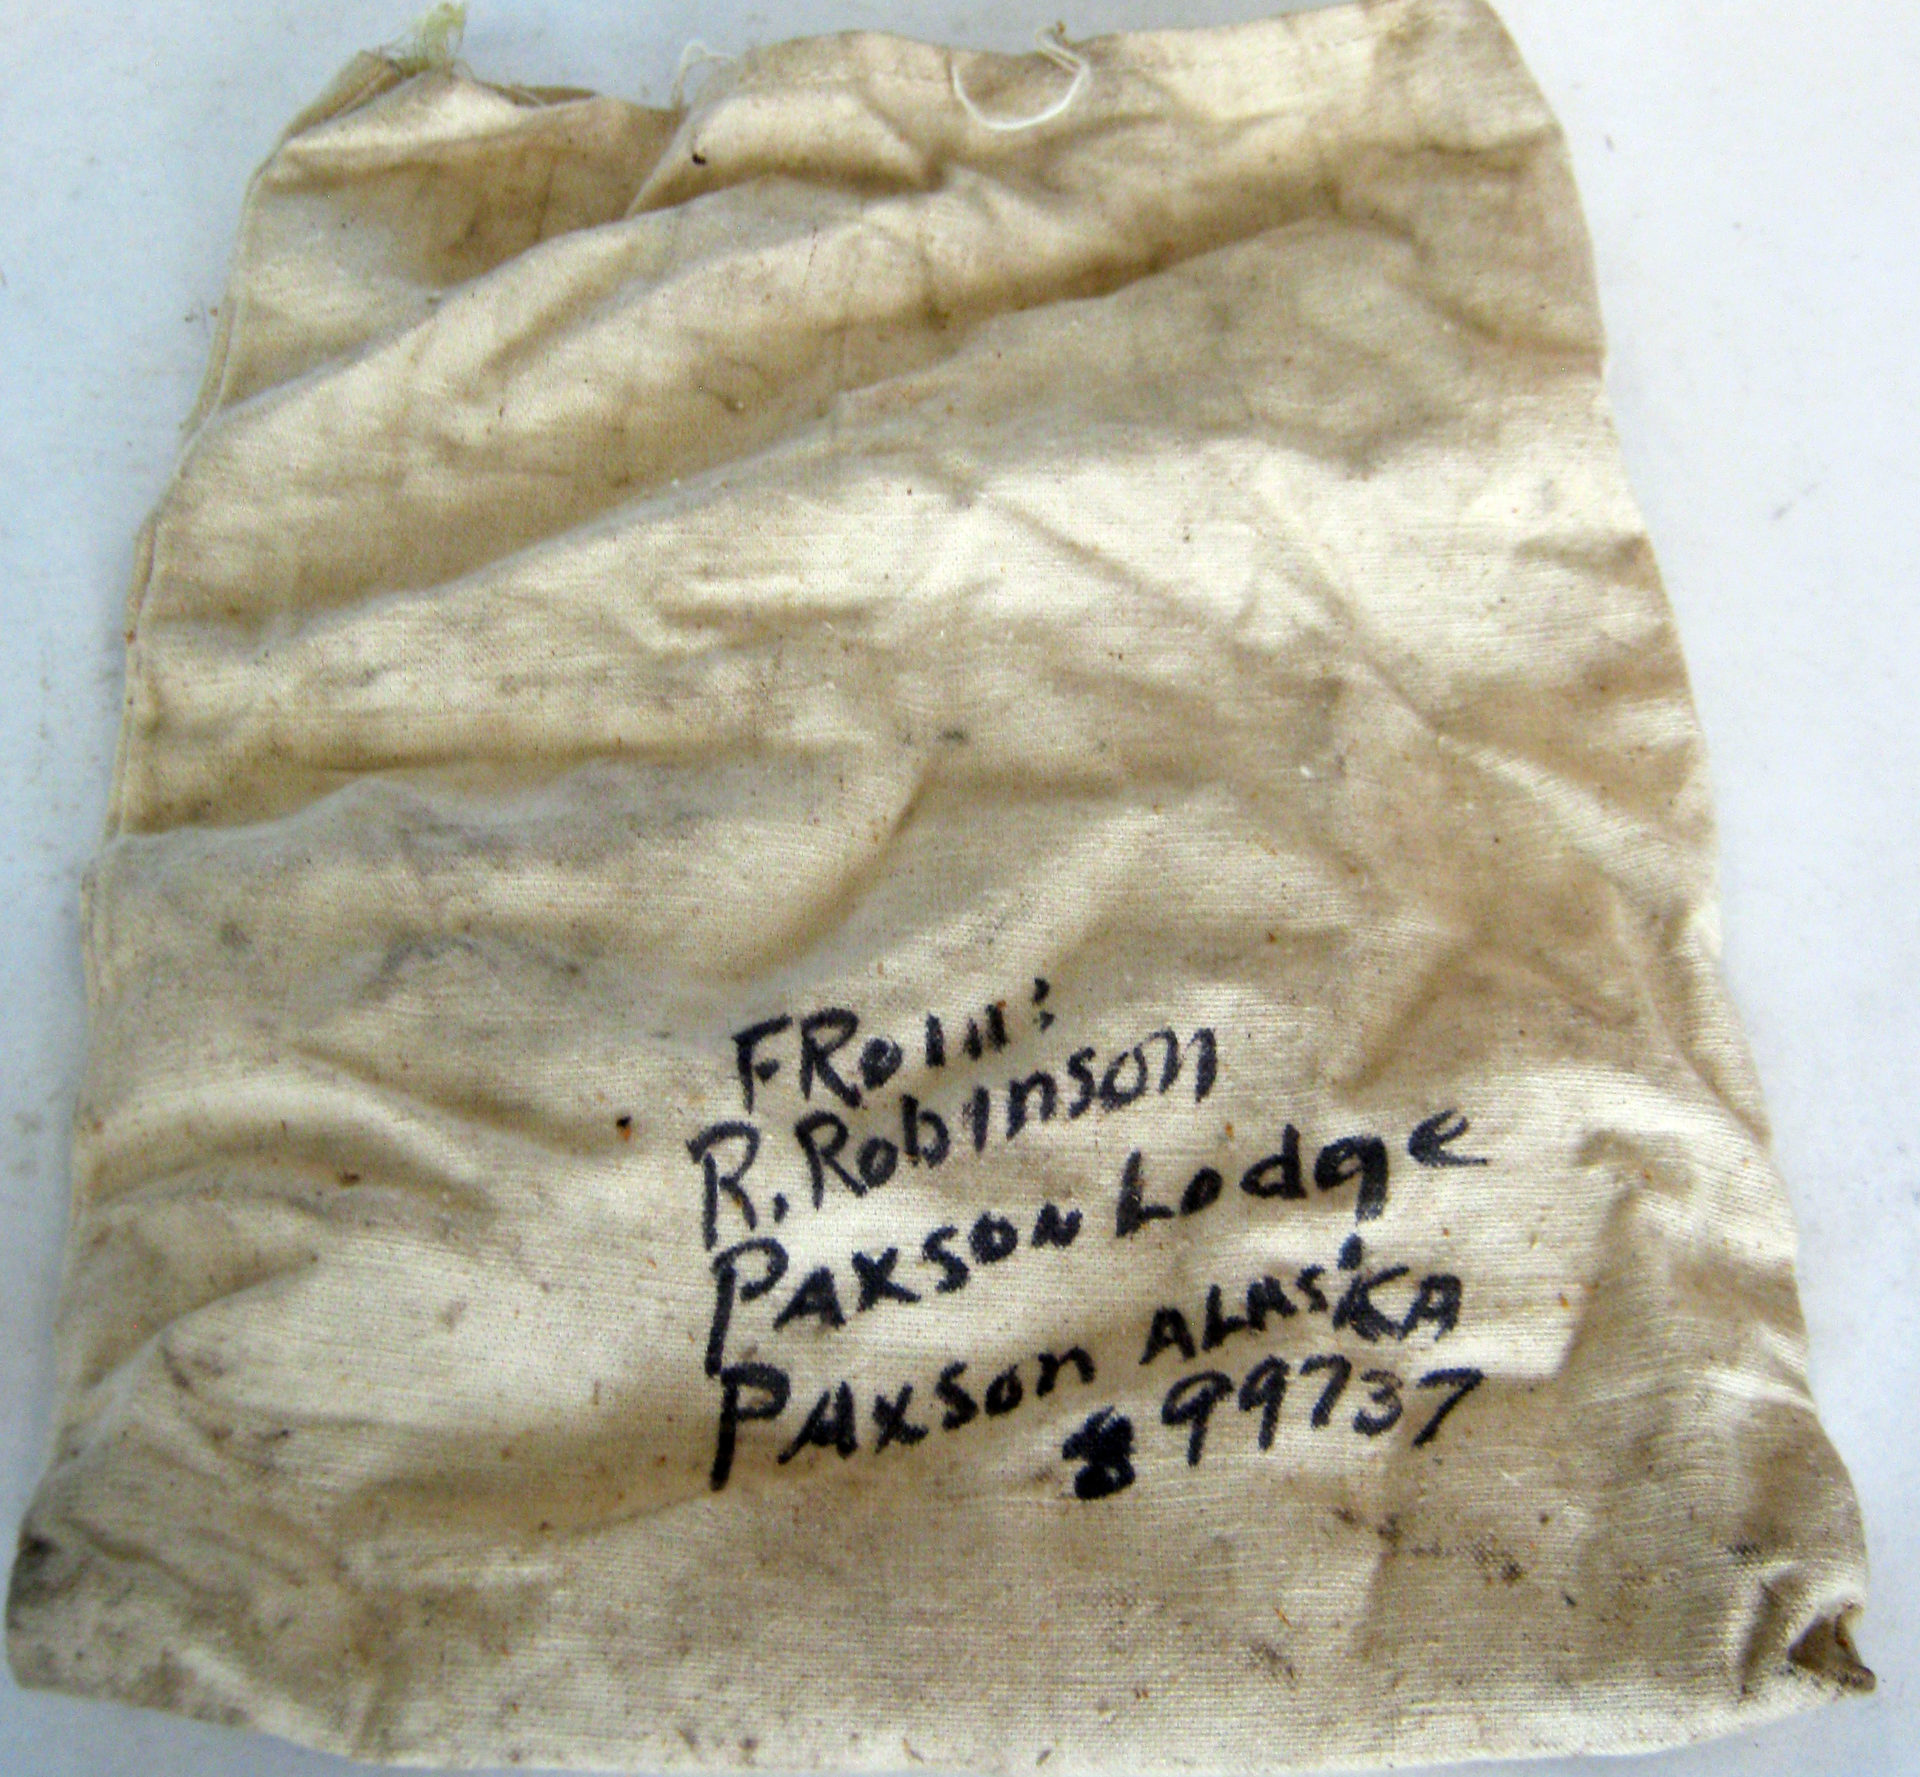 FRom:
R. Robinson
PAXSON Lodge
PAxson ALASKA
99737